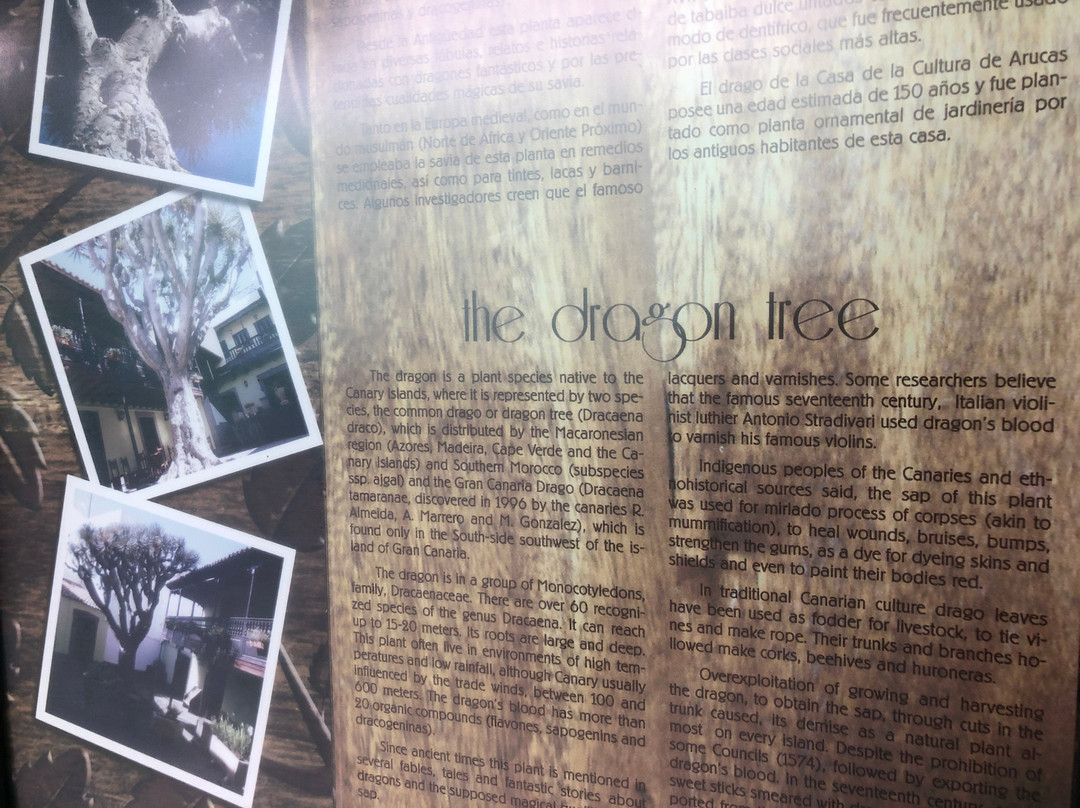 sapogeninas y dracogeninas).
Desde la Antigüedad esta planta aparece ci-
en diversas fábulas, relatos e historias rela-
cionadas con dragones fantásticos y por las pre-
tendidas cualidades mágicas de su savia.
Tanto en la Europa medieval, como en el mun-
do musulmán (Norte de África y Oriente Próximo)
se empleaba la savia de esta planta en remedios
medicinales, así como para tintes, lacas y barni-
ces. Algunos investigadores creen que el famoso
de tabaiba dulce untados
modo de dentífrico, que fue frecuentemente usado
por las clases sociales más altas.
El drago de la Casa de la Cultura de Arucas
posee una edad estimada de 150 años y fue plan-
tado como planta ornamental de jardinería por
los antiguos habitantes de esta casa.
the dragon tree
The dragon is a plant species native to the
Canary Islands, where it is represented by two spe-
cies, the common drago or dragon tree (Dracaena
draco), which is distributed by the Macaronesian
region (Azores, Madeira, Cape Verde and the Ca-
nary Islands) and Southern Morocco (subspecies
ssp. algal) and the Gran Canaria Drago (Dracaena
tamaranae, discovered in 1996 by the canaries R.
Almeida, A. Marrero and M. Gónzalez), which is
found only in the South-side southwest of the is-
land of Gran Canaria.
The dragon is in a group of Monocotyledons,
family, Dracaenaceae. There are over 60 recogni-
zed species of the genus Dracaena. It can reach
up to 15-20 meters. Its roots are large and deep.
This plant often live in environments of high tem-
peratures and low rainfall, although Canary usually
influenced by the trade winds, between 100 and
600 meters. The dragon's blood has more than
20 organic compounds (flavones, sapogenins and
dracogeninas).
Since ancient times this plant is mentioned in
several fables, tales and fantastic stories about
dragons and the supposed magical
sap.
lacquers and varnishes. Some researchers believe
that the famous seventeenth century, Italian violi-
nist luthier Antonio Stradivari used dragon's blood
to varnish his famous violins.
Indigenous peoples of the Canaries and eth-
nohistorical sources said, the sap of this plant
was used for mirlado process of corpses (akin to
mummification), to heal wounds, bruises, bumps,
strengthen the gums, as a dye for dyeing skins and
shields and even to paint their bodies red.
In traditional Canarian culture drago leaves
have been used as fodder for livestock, to tie vi-
nes and make rope. Their trunks and branches ho-
llowed make corks, beehives and huroneras.
Overexploitation of growing and harvesting
the dragon, to obtain the sap, through cuts in the
trunk caused, its demise as a natural plant al-
most on every island. Despite the prohibition of
some Councils (1574), followed by exporting the
dragon's blood. In the seventeenth century
sweet sticks smeared with
ported from